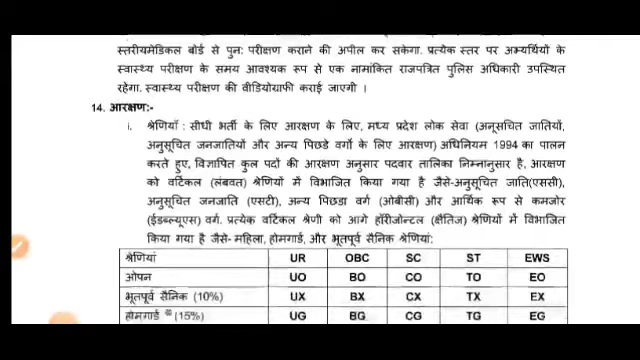 स्तरीयमेडिकल बोर्ड से पुन: परीक्षण कराने की अपील कर सकेगा. प्रत्येक स्तर पर अभ्यर्थियों के
स्वास्थ्य परीक्षण के समय आवश्यक रूप से एक नामांकित राजपत्रित पुलिस अधिकारी उपस्थित
रहेगा. स्वास्थ्य परीक्षण की वीडियोग्राफी कराई जाएगी ।
14. आरक्षण:-
i. श्रेणियाँ : सीधी भर्ती के लिए आरक्षण के लिए, मध्य प्रदेश लोक सेवा (अनुसूचित जातियों,
अनुसूचित जनजातियों और अन्य पिछडे वर्गो के लिए आरक्षण) अधिनियम 1994 का पालन
करते हुए, विज्ञापित कुल पदों की आरक्षण अनुसार पदवार तालिका निम्नानुसार है, आरक्षण
को वर्टिकल (लंबवत) श्रेणियों में विभाजित किया गया है जैसे-अनुसूचित जाति(एससी),
अनुसूचित जनजाति (एसटी), अन्य पिछडा वर्ग (ओबीसी) और आर्थिक रूप से कमजोर
(ईडब्ल्यूएस) वर्ग. प्रत्येक वर्टिकल श्रेणी को आगे हॉरीजोन्टल (क्षैतिज) श्रेणियों में विभाजित
किया गया है जैसे- महिला, होमगार्ड, और भूतपूर्व सैनिक श्रेणियां:
श्रेणियां UR OBC SC ST EWS
ओपन UO BO CO TO EO
भूतपूर्व सैनिक (10%) UX BX CX TX EX
होमगार्ड (15%) UG BG CG TG EG